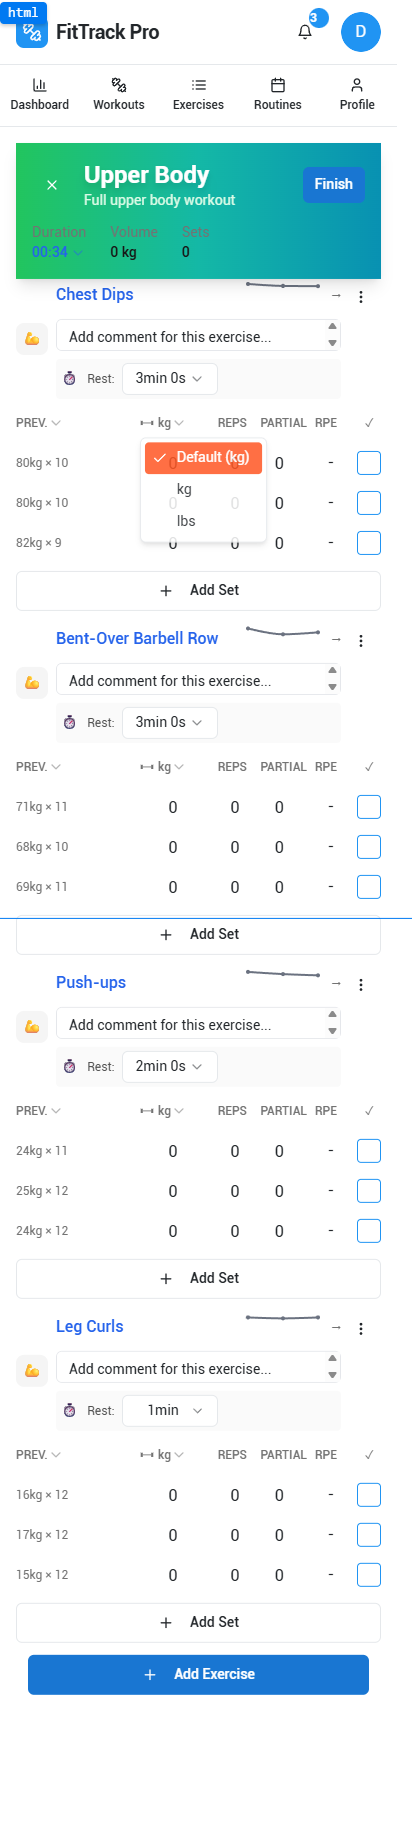 html
FitTrack Pro
3
D
Dashboard Workouts Exercises Routines Profile
Upper Body
Full upper body workout
Finish
Duration Volume Sets
00:34 0 kg 0
Chest Dips →
Add comment for this exercise...
Rest: 3min 0s
PREV. kg REPS PARTIAL RPE ✓
Default (kg)
kg
lbs
80kg × 10 0 0 0 -
80kg × 10 0 0 0 -
82kg × 9 0 0 0 -
+ Add Set
Bent-Over Barbell Row →
Add comment for this exercise...
Rest: 3min 0s
PREV. kg REPS PARTIAL RPE ✓
71kg × 11 0 0 0 -
68kg × 10 0 0 0 -
69kg × 11 0 0 0 -
+ Add Set
Push-ups →
Add comment for this exercise...
Rest: 2min 0s
PREV. kg REPS PARTIAL RPE ✓
24kg × 11 0 0 0 -
25kg × 12 0 0 0 -
24kg × 12 0 0 0 -
+ Add Set
Leg Curls →
Add comment for this exercise...
Rest: 1min
PREV. kg REPS PARTIAL RPE ✓
16kg × 12 0 0 0 -
17kg × 12 0 0 0 -
15kg × 12 0 0 0 -
+ Add Set
+ Add Exercise